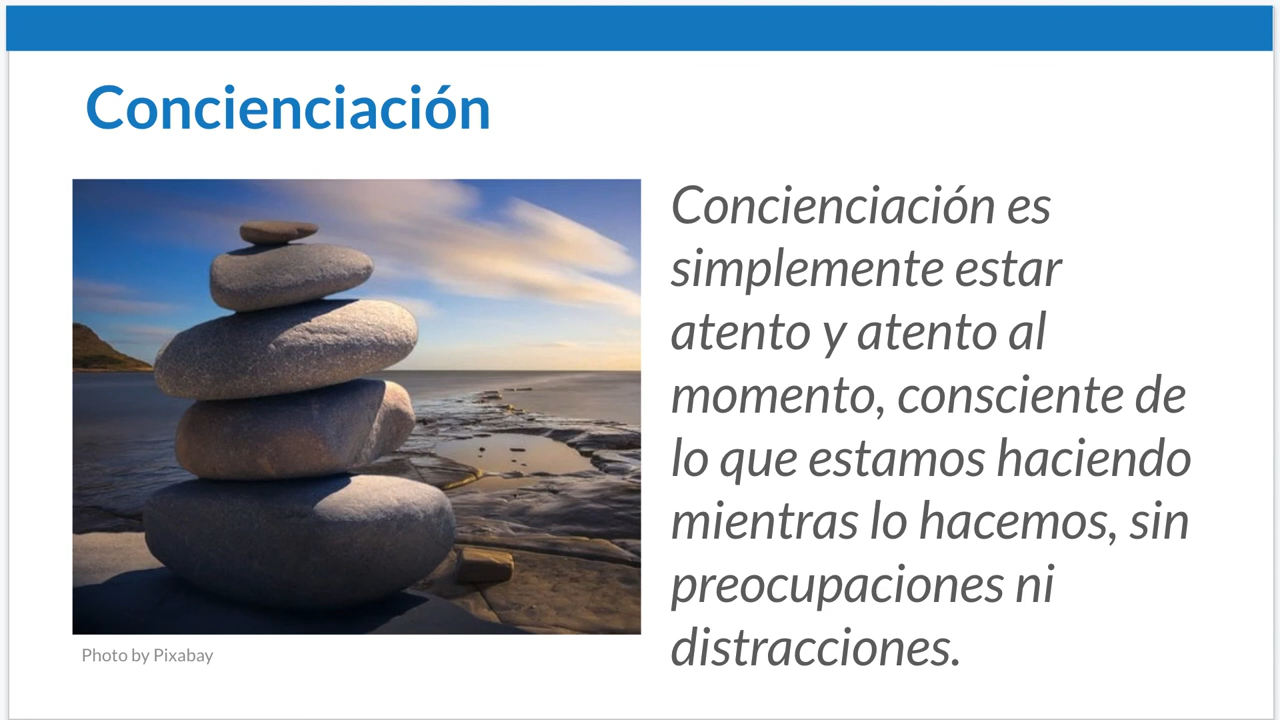 Concienciación
Concienciación es
simplemente estar
atento y atento al
momento, consciente de
lo que estamos haciendo
mientras lo hacemos, sin
preocupaciones ni
distracciones.
Photo by Pixabay